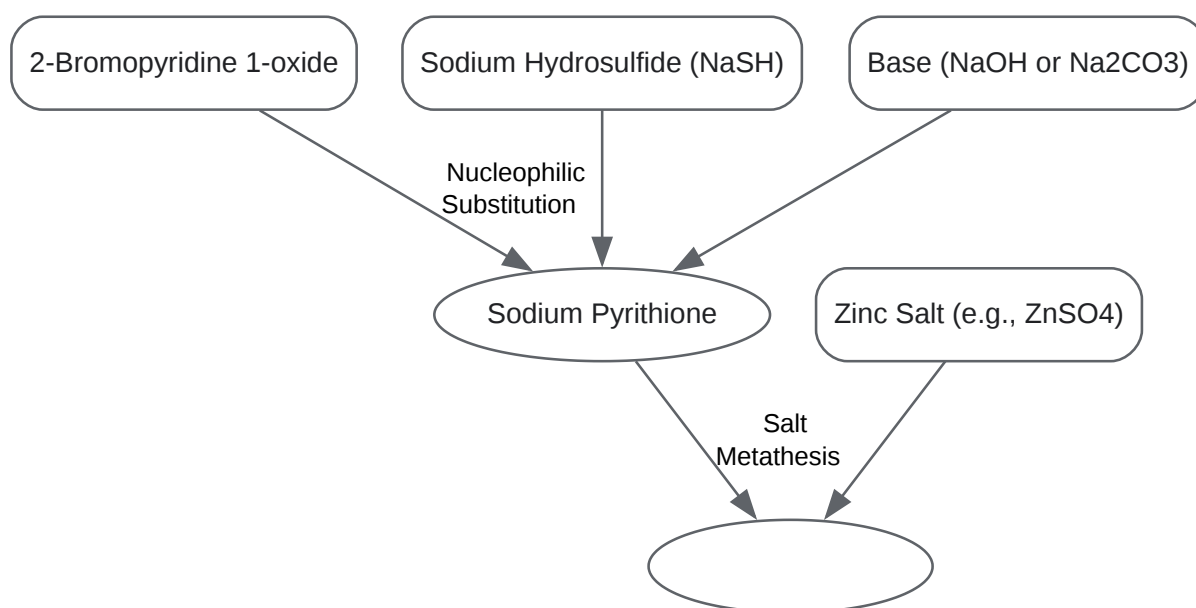 2-Bromopyridine 1-oxide
Sodium Hydrosulfide (NaSH)
Base (NaOH or Na2CO3)
Nucleophilic
Substitution
Sodium Pyrithione
Zinc Salt (e.g., ZnSO4)
Salt
Metathesis